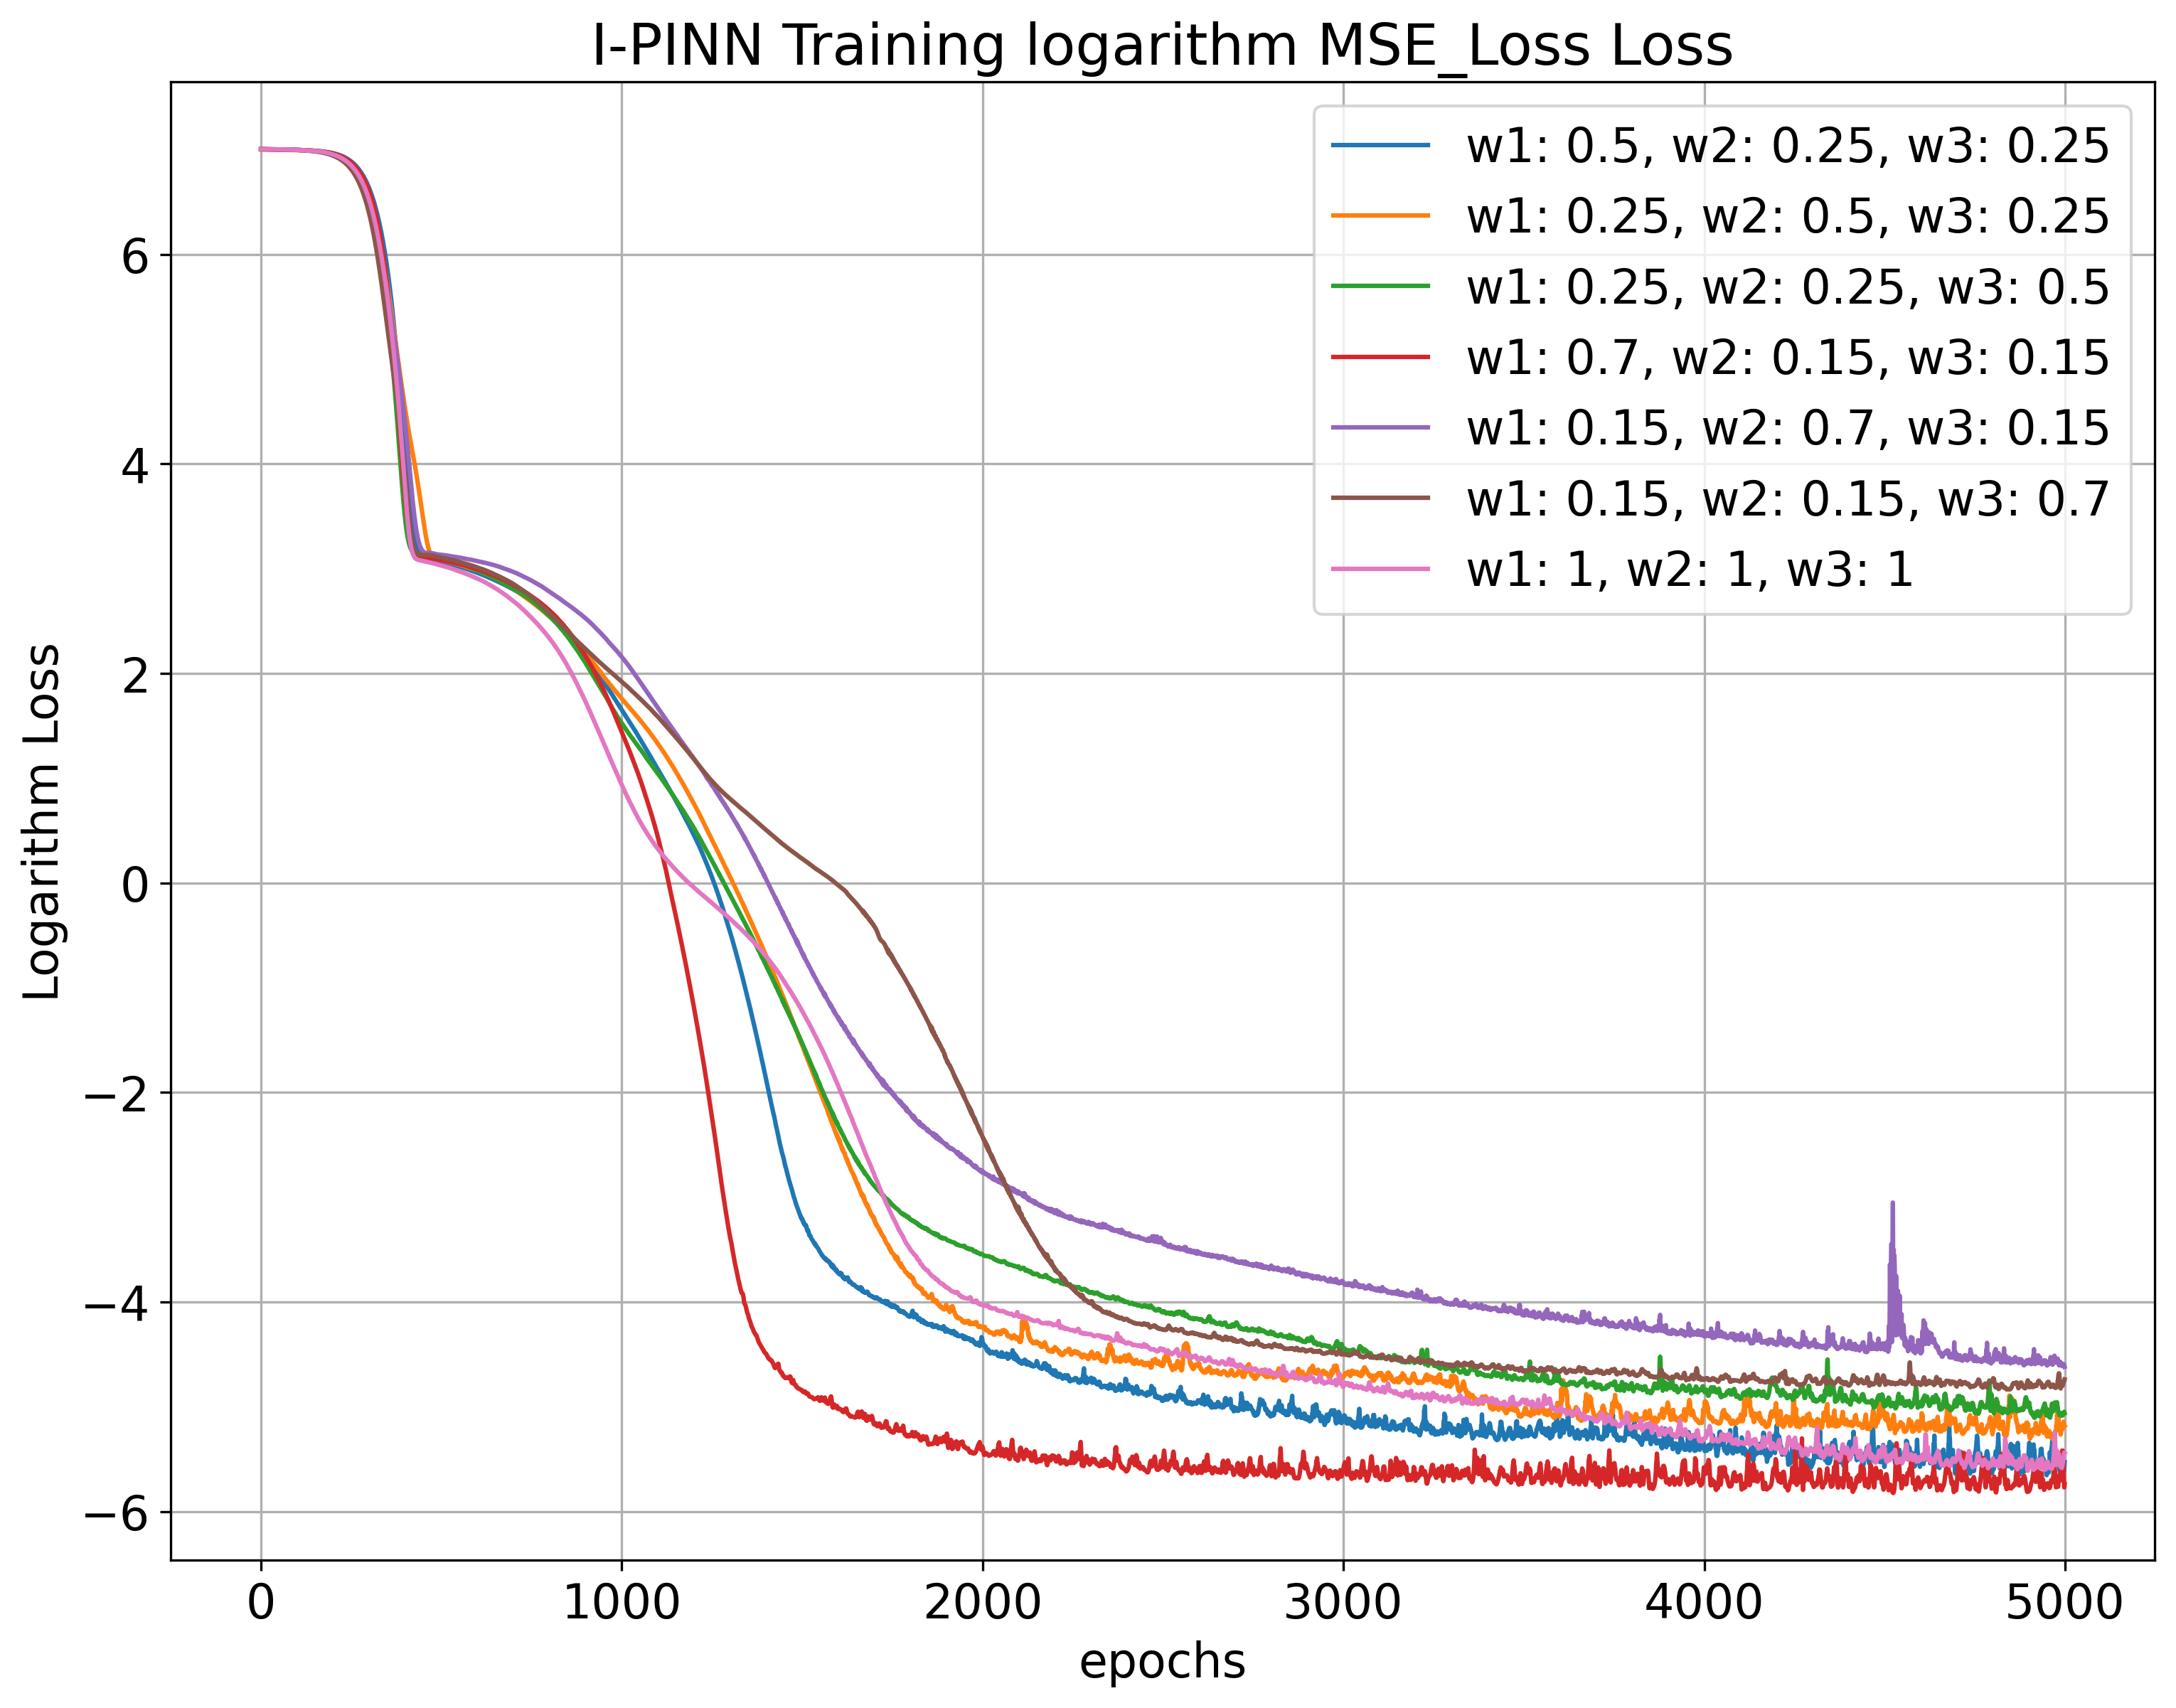 I-PINN Training logarithm MSE_Loss Loss
w1: 0.5, w2: 0.25, w3: 0.25
w1: 0.25, w2: 0.5, w3: 0.25
w1: 0.25, w2: 0.25, w3: 0.5
w1: 0.7, w2: 0.15, w3: 0.15
w1: 0.15, w2: 0.7, w3: 0.15
w1: 0.15, w2: 0.15, w3: 0.7
w1: 1, w2: 1, w3: 1
Logarithm Loss
6
4
2
0
−2
−4
−6
0 1000 2000 3000 4000 5000
epochs